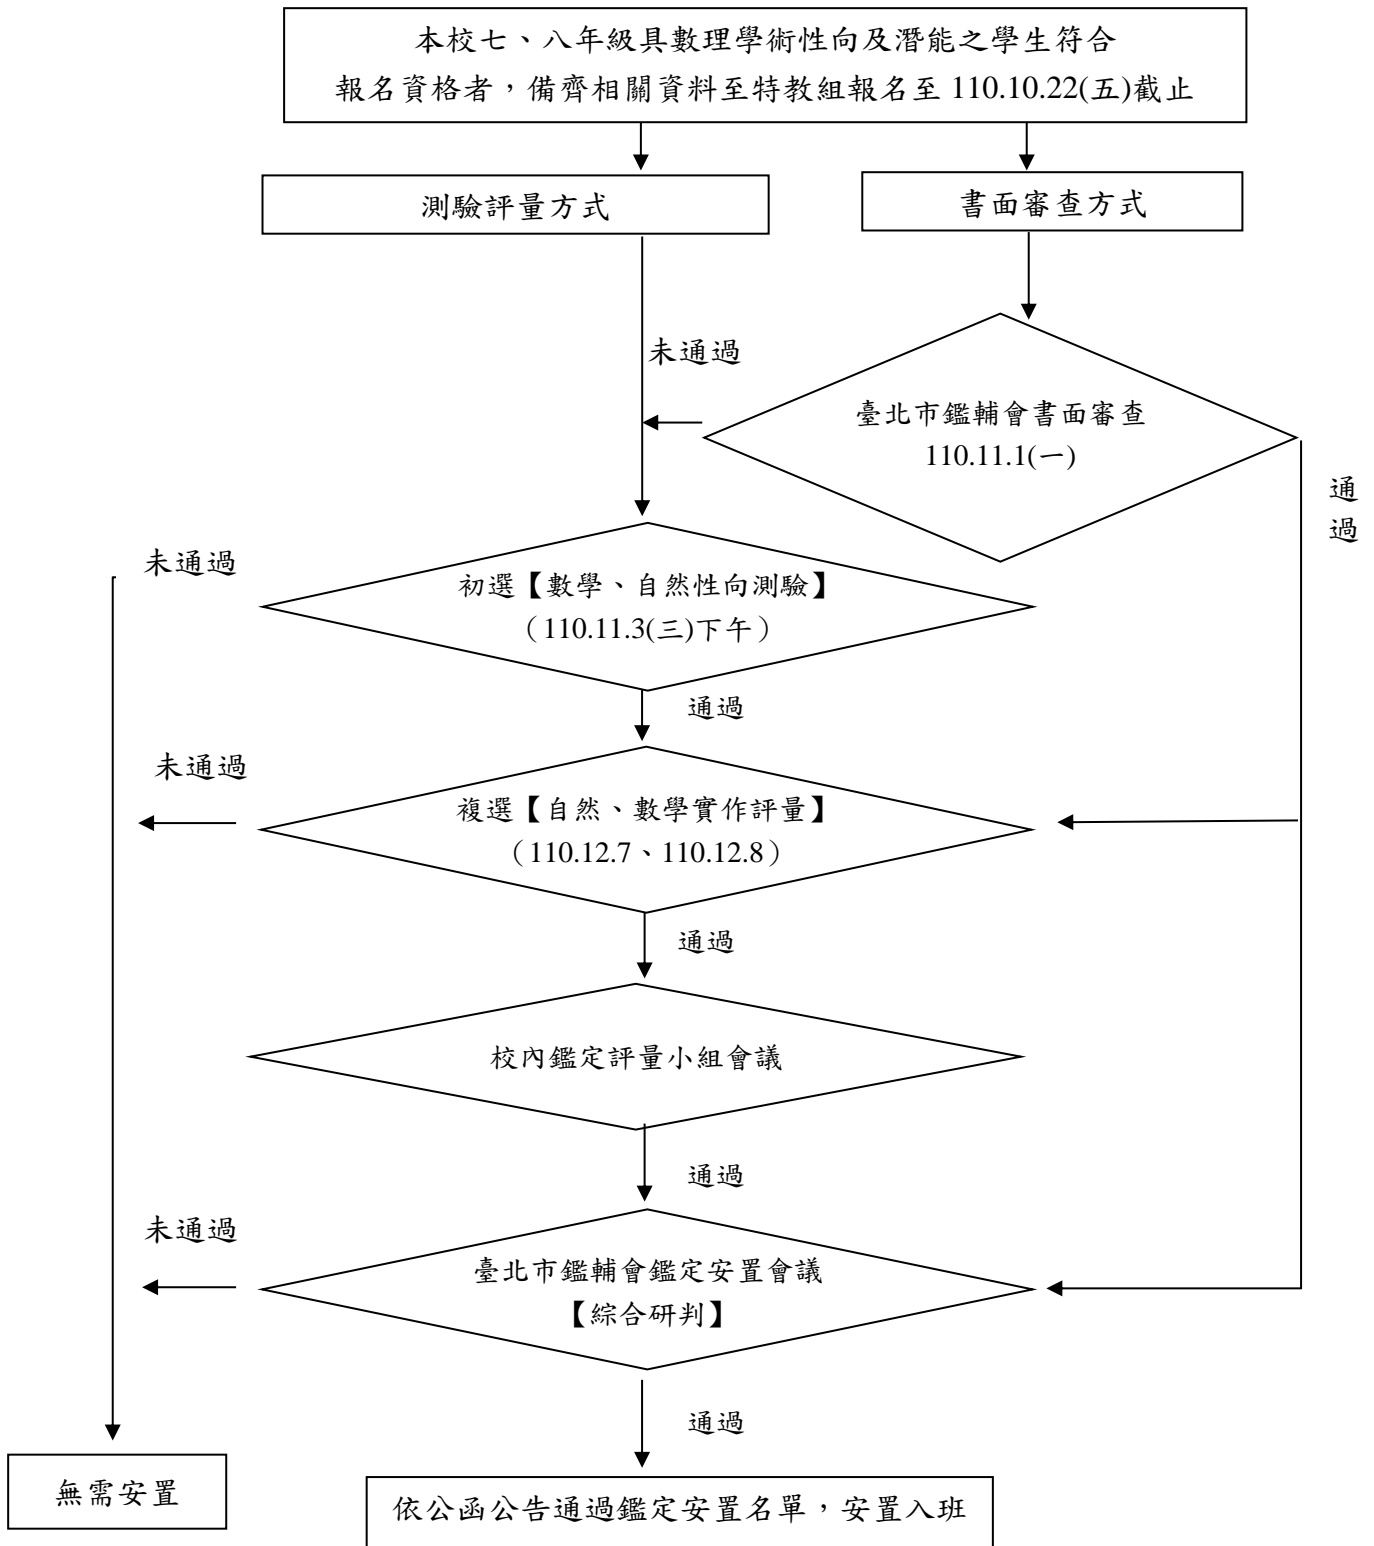 本校七、八年級具數理學術性向及潛能之學生符合
報名資格者，備齊相關資料至特教組報名至 110.10.22(五)截止
測驗評量方式
書面審查方式
未通過
臺北市鑑輔會書面審查
110.11.1(一)
通
過
未通過
初選【數學、自然性向測驗】
（110.11.3(三)下午）
通過
未通過
複選【自然、數學實作評量】
（110.12.7、110.12.8）
通過
校內鑑定評量小組會議
通過
未通過
臺北市鑑輔會鑑定安置會議
【綜合研判】
通過
無需安置
依公函公告通過鑑定安置名單，安置入班